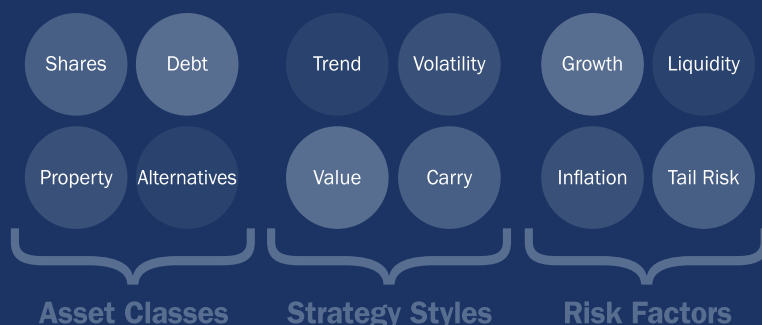 Shares Debt Trend Volatility Growth Liquidity
Property Alternatives Value Carry Inflation Tail Risk
Asset Classes Strategy Styles Risk Factors